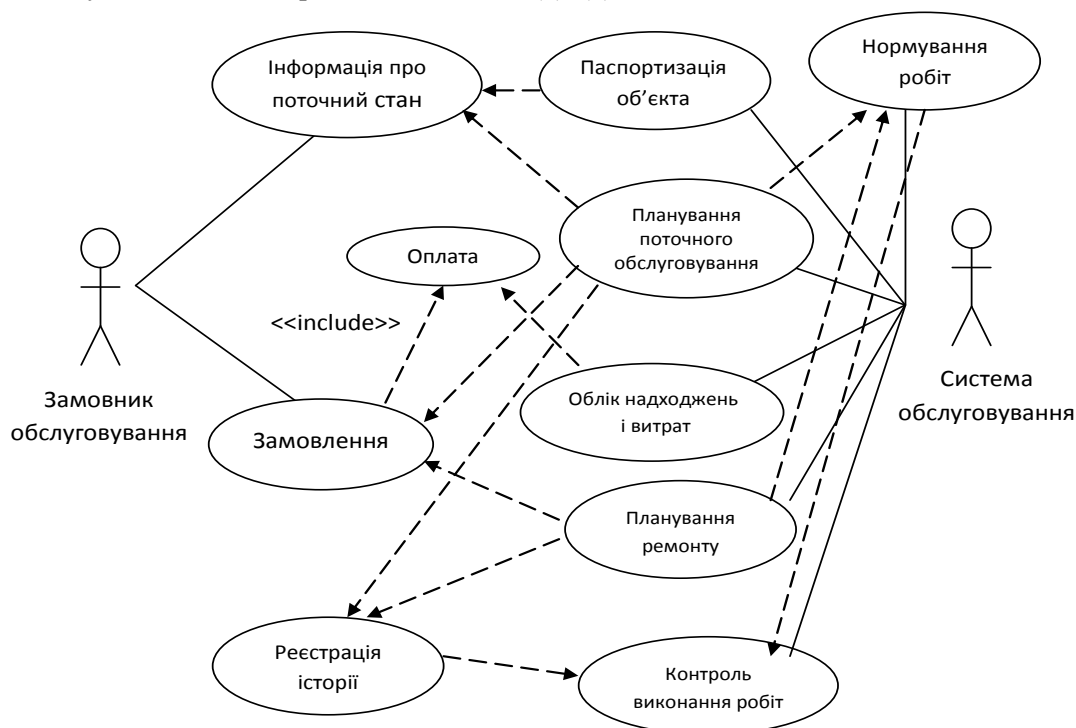 Інформація про
поточний стан
Паспортизація
об’єкта
Нормування
робіт
Планування
поточного
обслуговування
Оплата
<<include>>
Замовник
обслуговування
Замовлення
Облік надходжень
і витрат
Система
обслуговування
Планування
ремонту
Реєстрація
історії
Контроль
виконання робіт